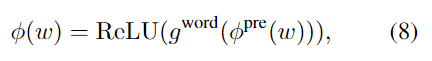 ϕ(w) = ReLU(g^word(ϕ^pre(w))), (8)